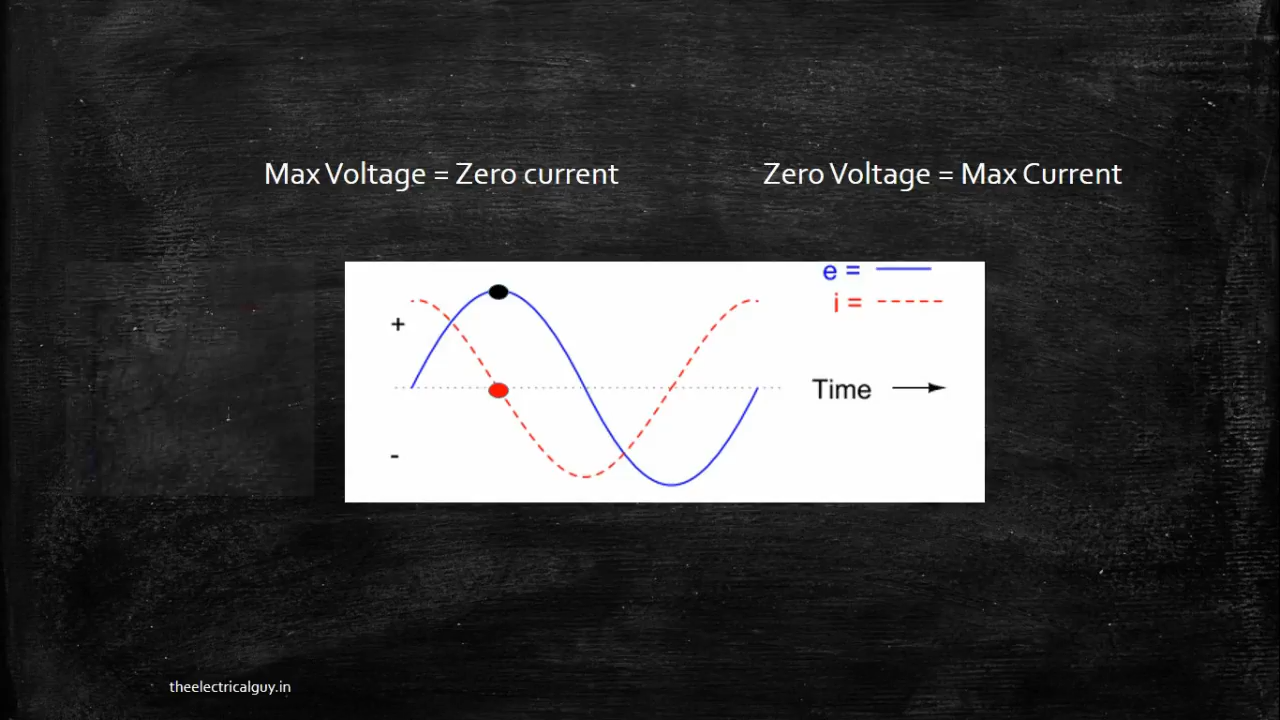 Max Voltage = Zero current
Zero Voltage = Max Current
e =
i =
+
Time
-
theelectricalguy.in